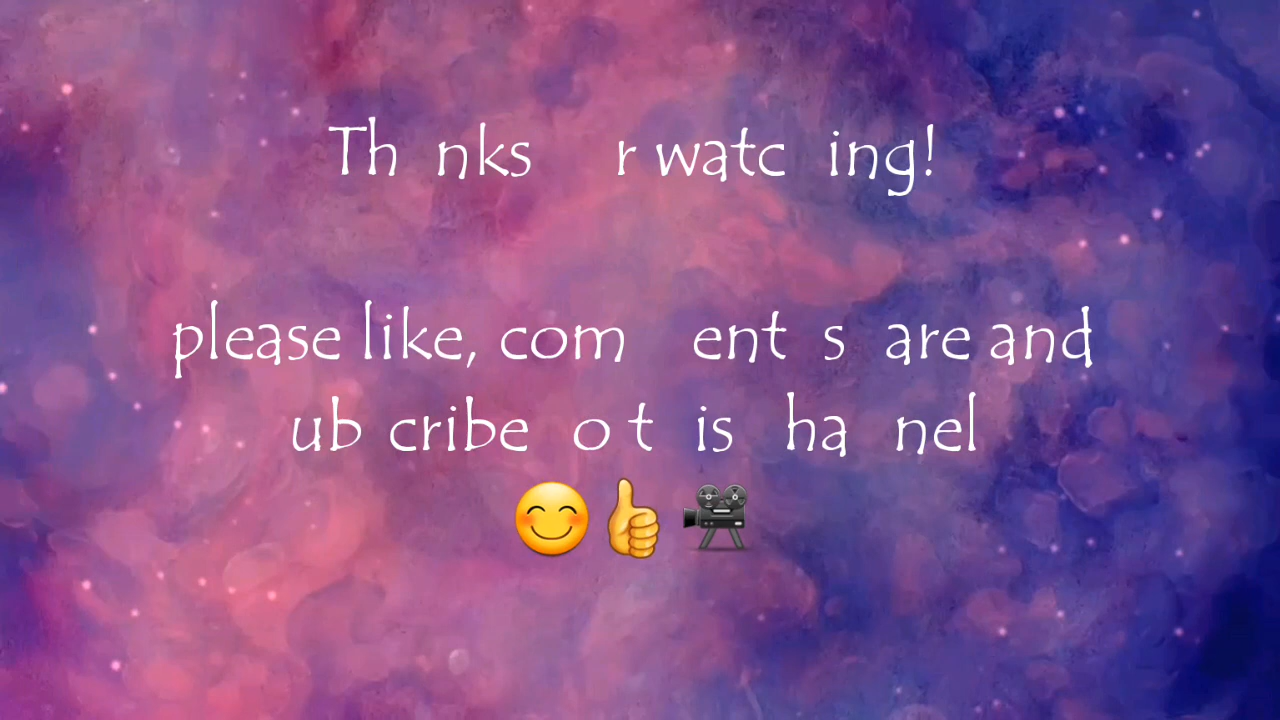 Th nks r watc ing!
please like, com ent s are and
ub cribe o t is ha nel
😊👍🎥